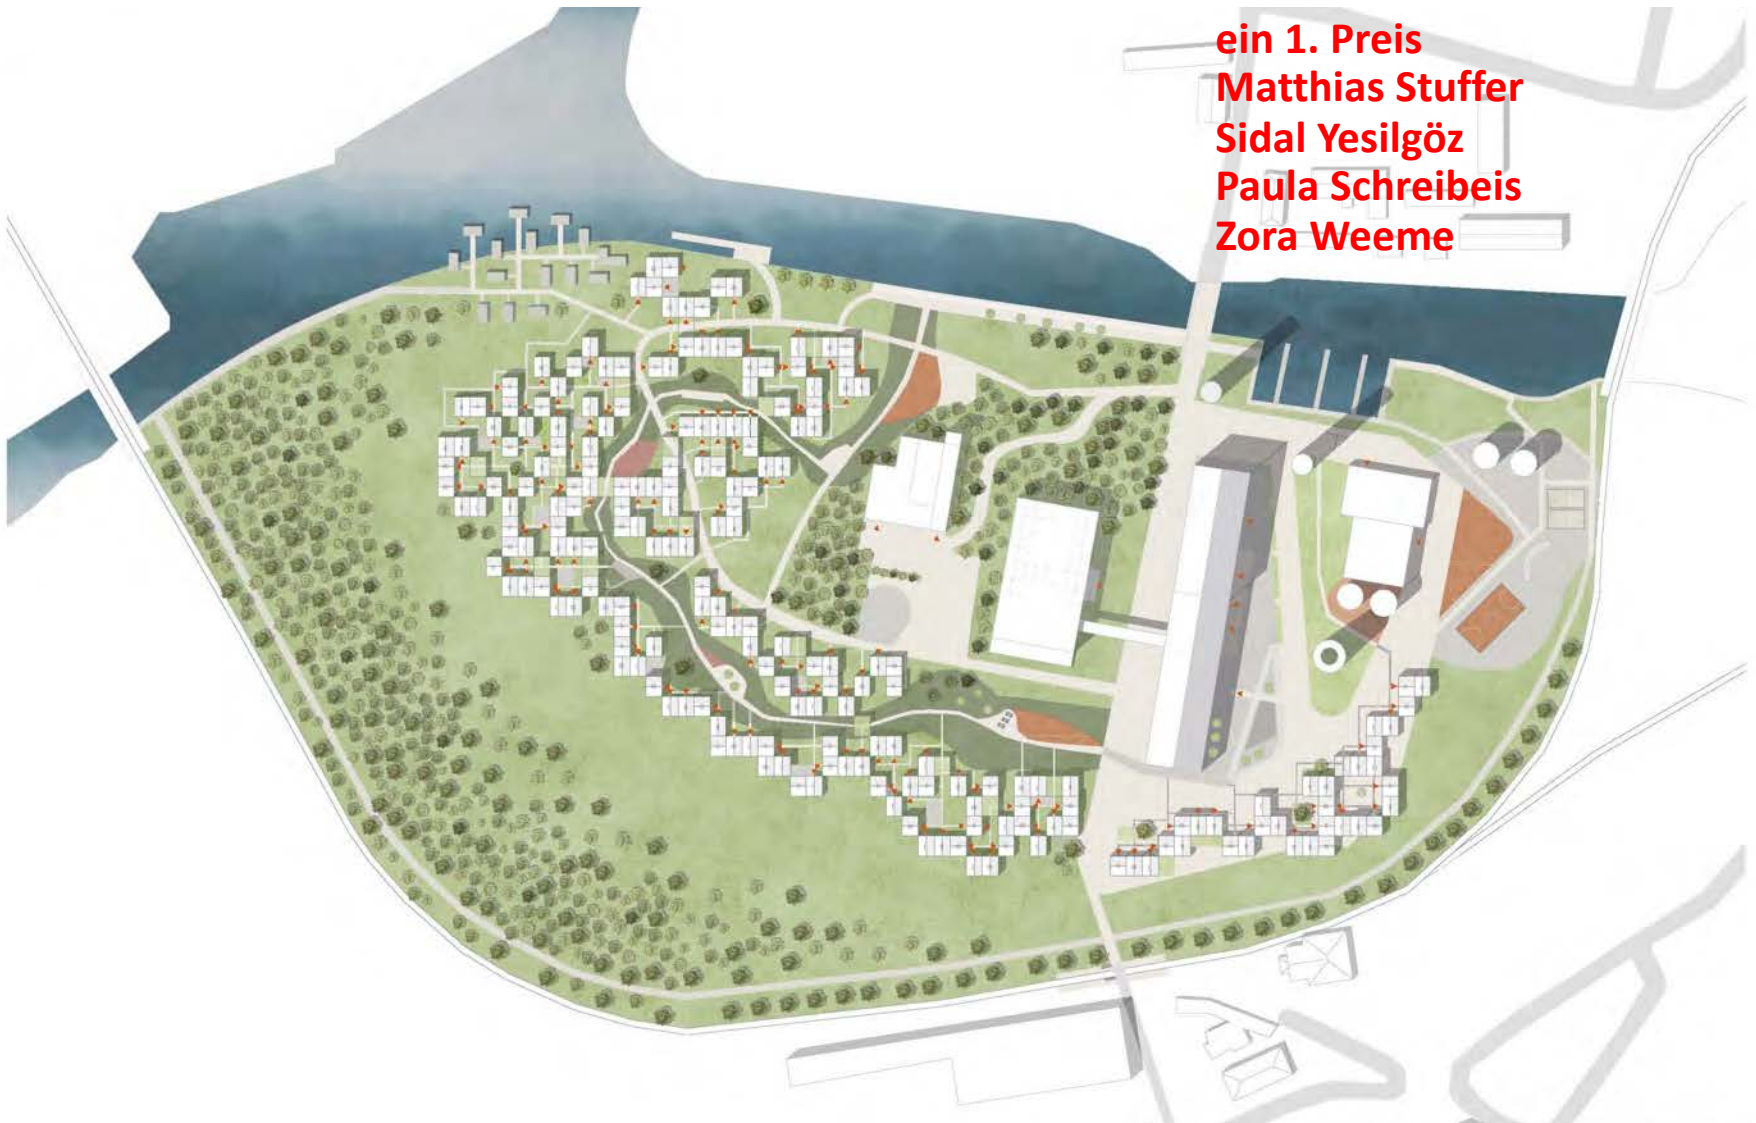 ein 1. Preis
Matthias Stuffer
Sidal Yesilgöz
Paula Schreibeis
Zora Weeme